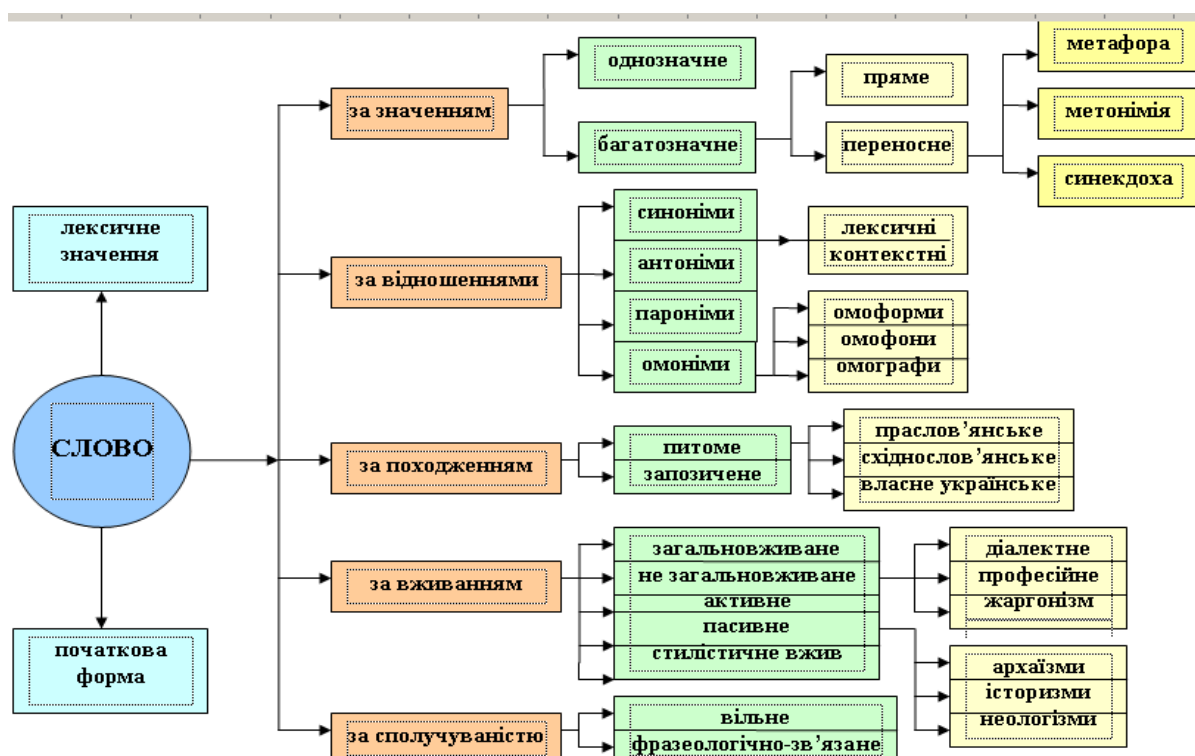 метафора
однозначне
пряме
за значенням
метонімія
багатозначне
переносне
синекдоха
лексичне
значення
синоніми
лексичні
контекстні
за відношеннями
антоніми
пароніми
омоніми
омоформи
омофони
омографи
СЛОВО
за походженням
питоме
запозичене
праслов’янське
східнослов’янське
власне українське
за вживанням
загальновживане
не загальновживане
активне
пасивне
стилістичне вжив
діалектне
професійне
жаргонізм
архаїзми
історизми
неологізми
початкова
форма
за сполучуваністю
вільне
фразеологічно-зв’язане